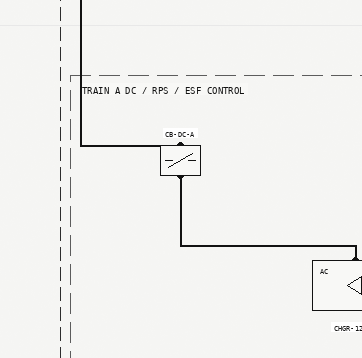 TRAIN A DC / RPS / ESF CONTROL
CB-DC-A
AC